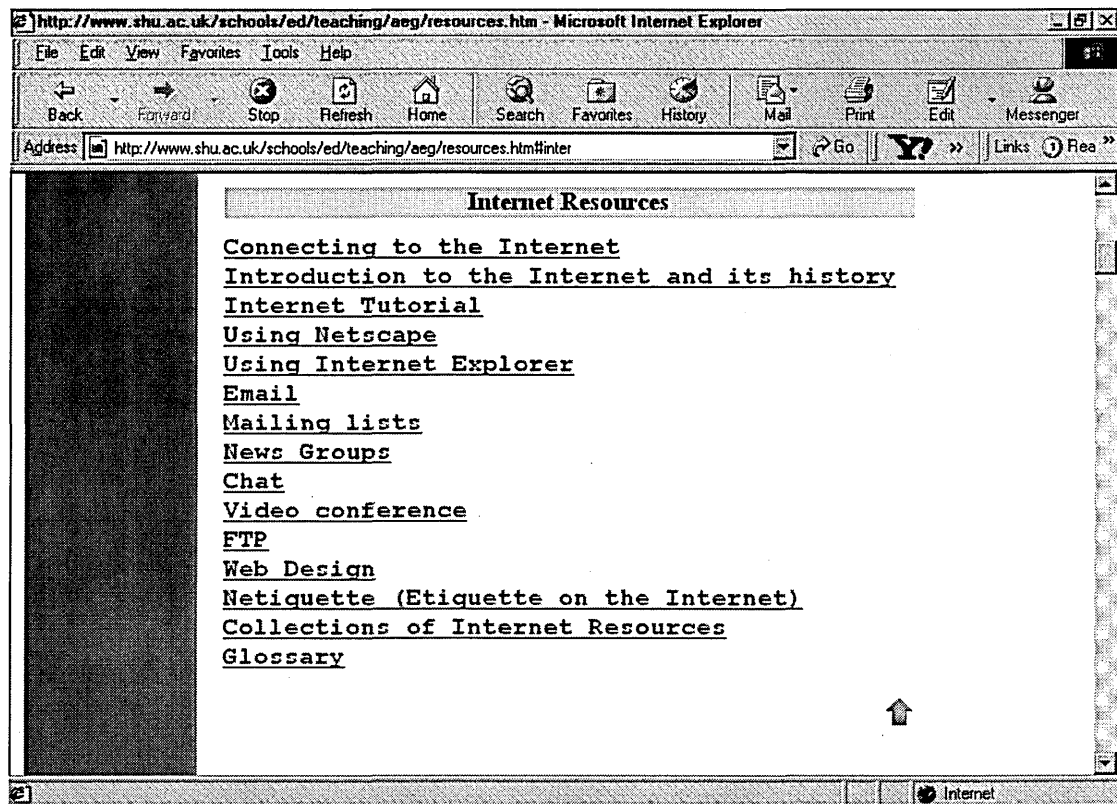 http://www.shu.ac.uk/schools/ed/teaching/aeg/resources.htm - Microsoft Internet Explorer
File Edit View Favorites Tools Help
Back Forward Stop Refresh Home Search Favorites History Mail Print Edit Messenger
Address http://www.shu.ac.uk/schools/ed/teaching/aeg/resources.htm#inter Go Y! » Links Rea »
Internet Resources
Connecting to the Internet
Introduction to the Internet and its history
Internet Tutorial
Using Netscape
Using Internet Explorer
Email
Mailing lists
News Groups
Chat
Video conference
FTP
Web Design
Netiquette (Etiquette on the Internet)
Collections of Internet Resources
Glossary
Internet